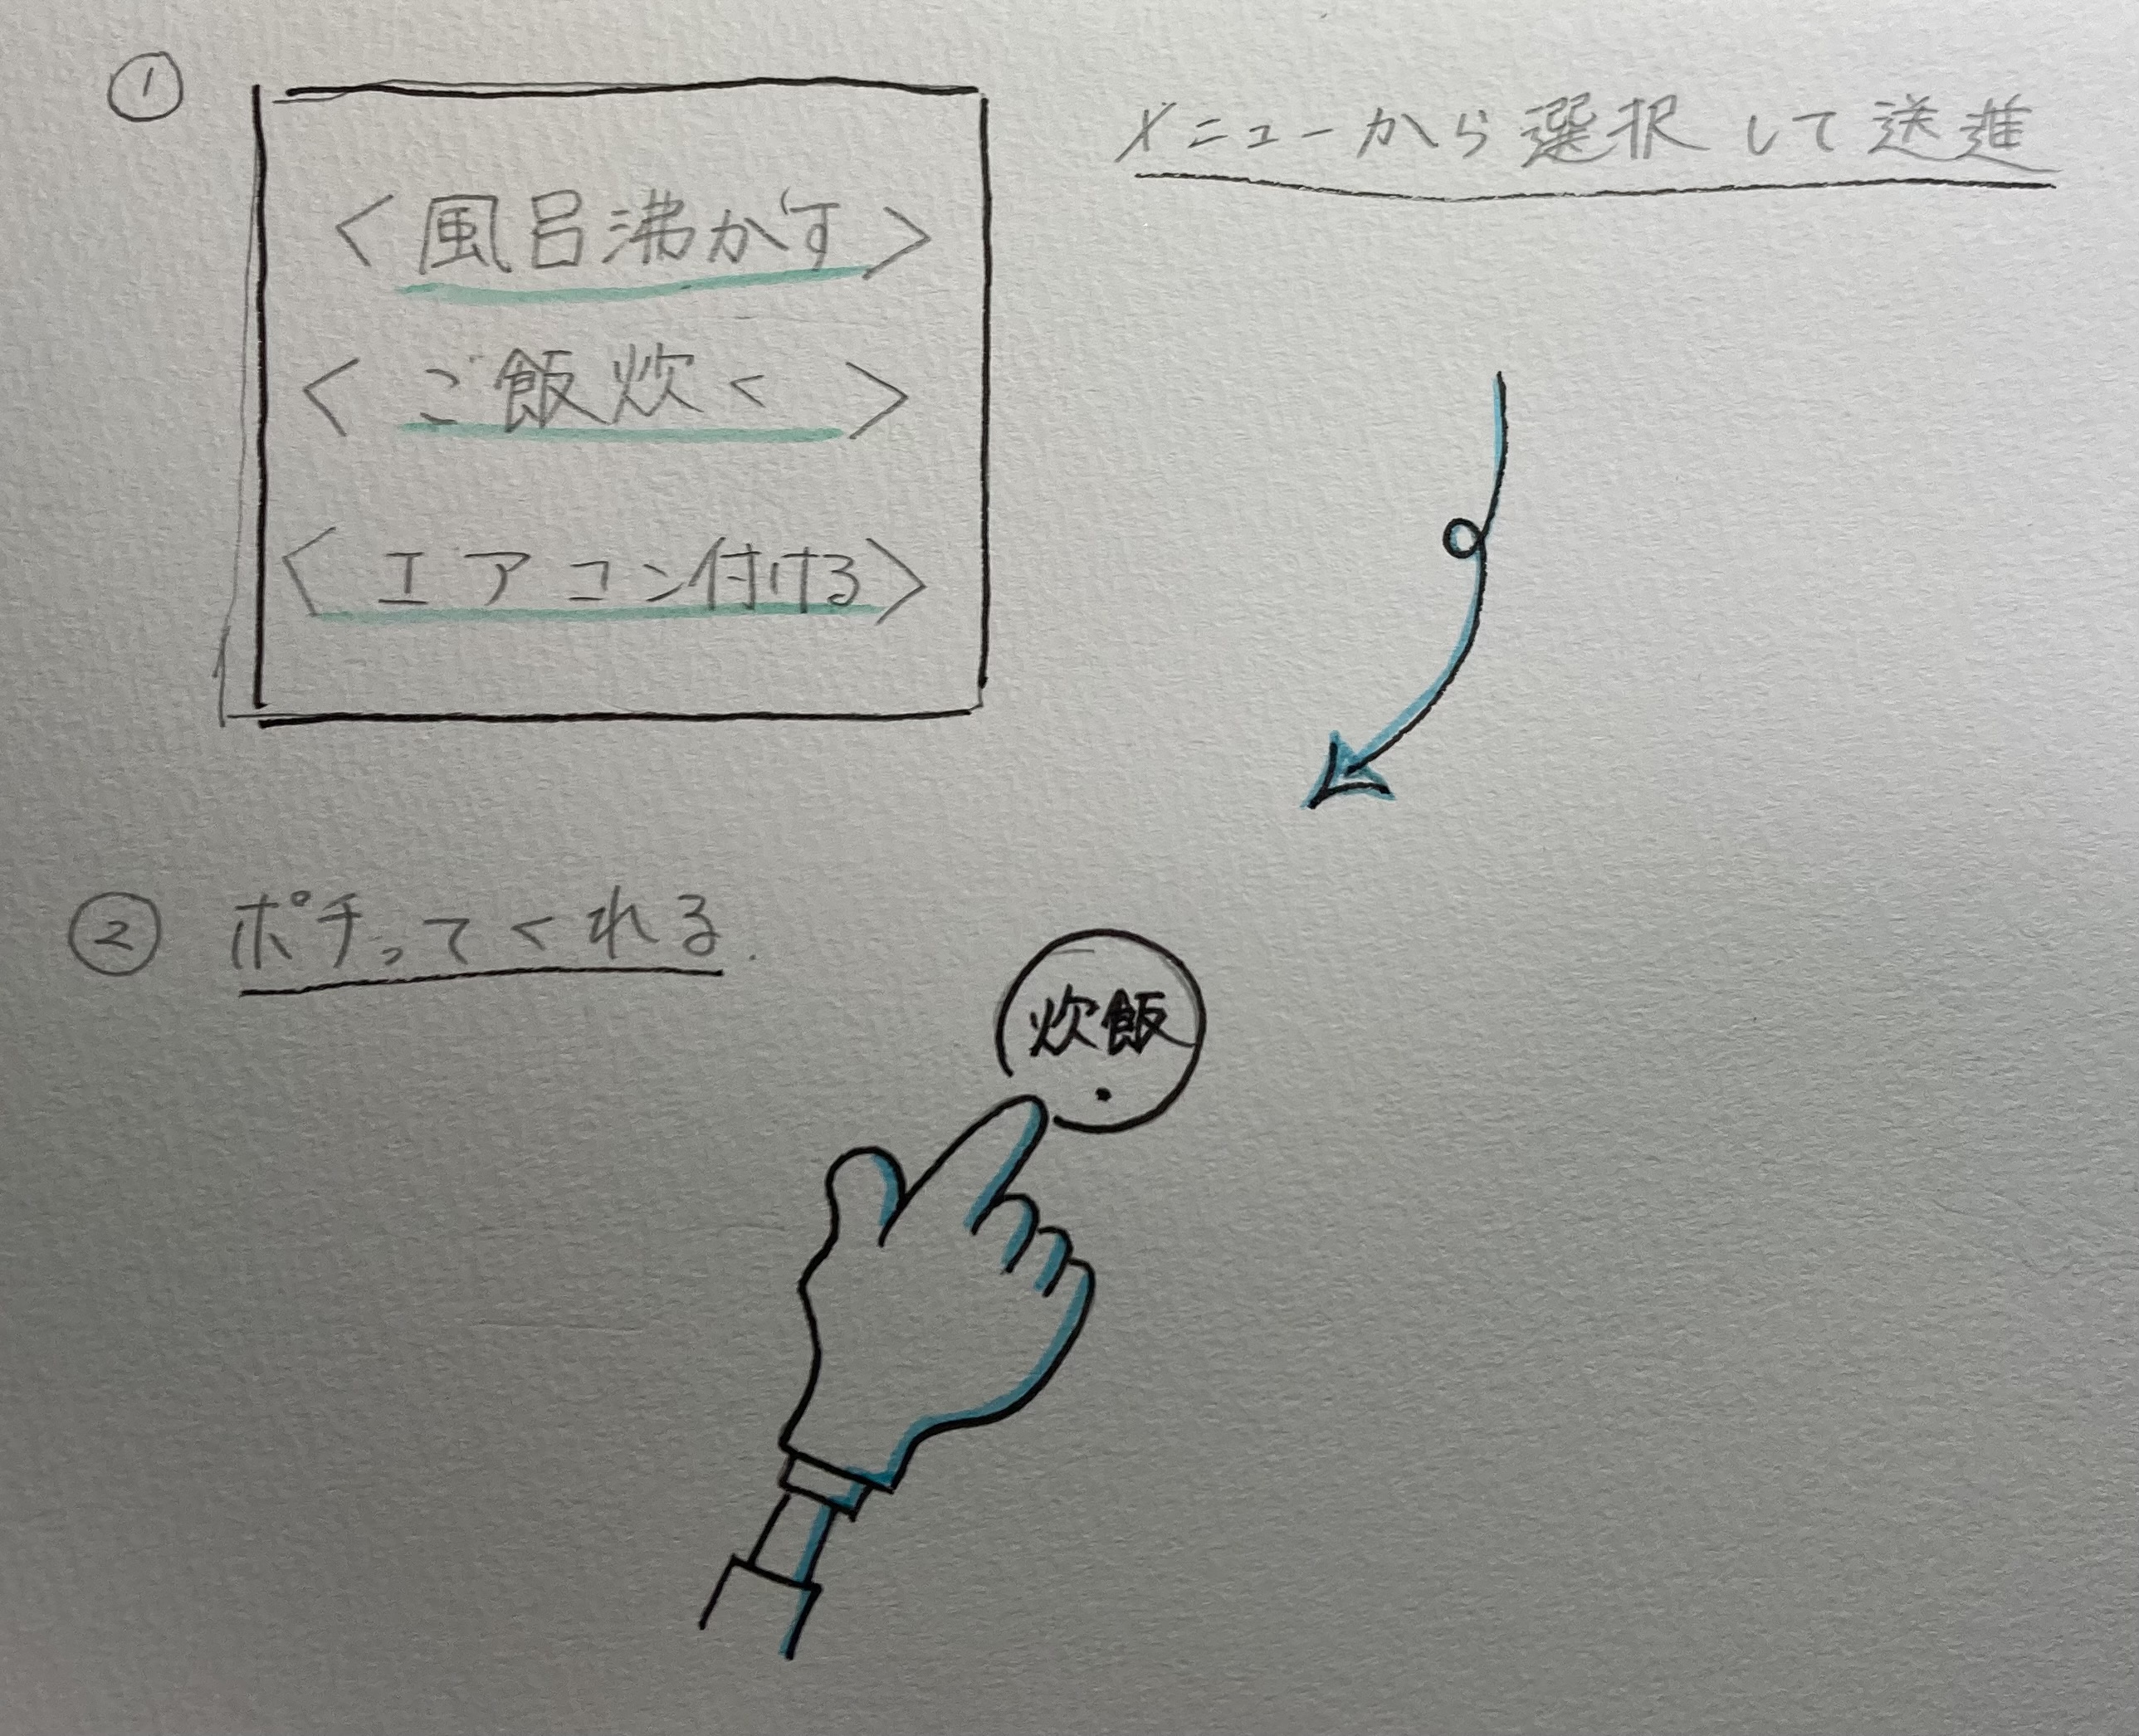 ①
メニューから選択して送進
＜風呂沸かす＞
＜ご飯炊く＞
＜エアコン付ける＞
② ポチってくれる.
炊飯